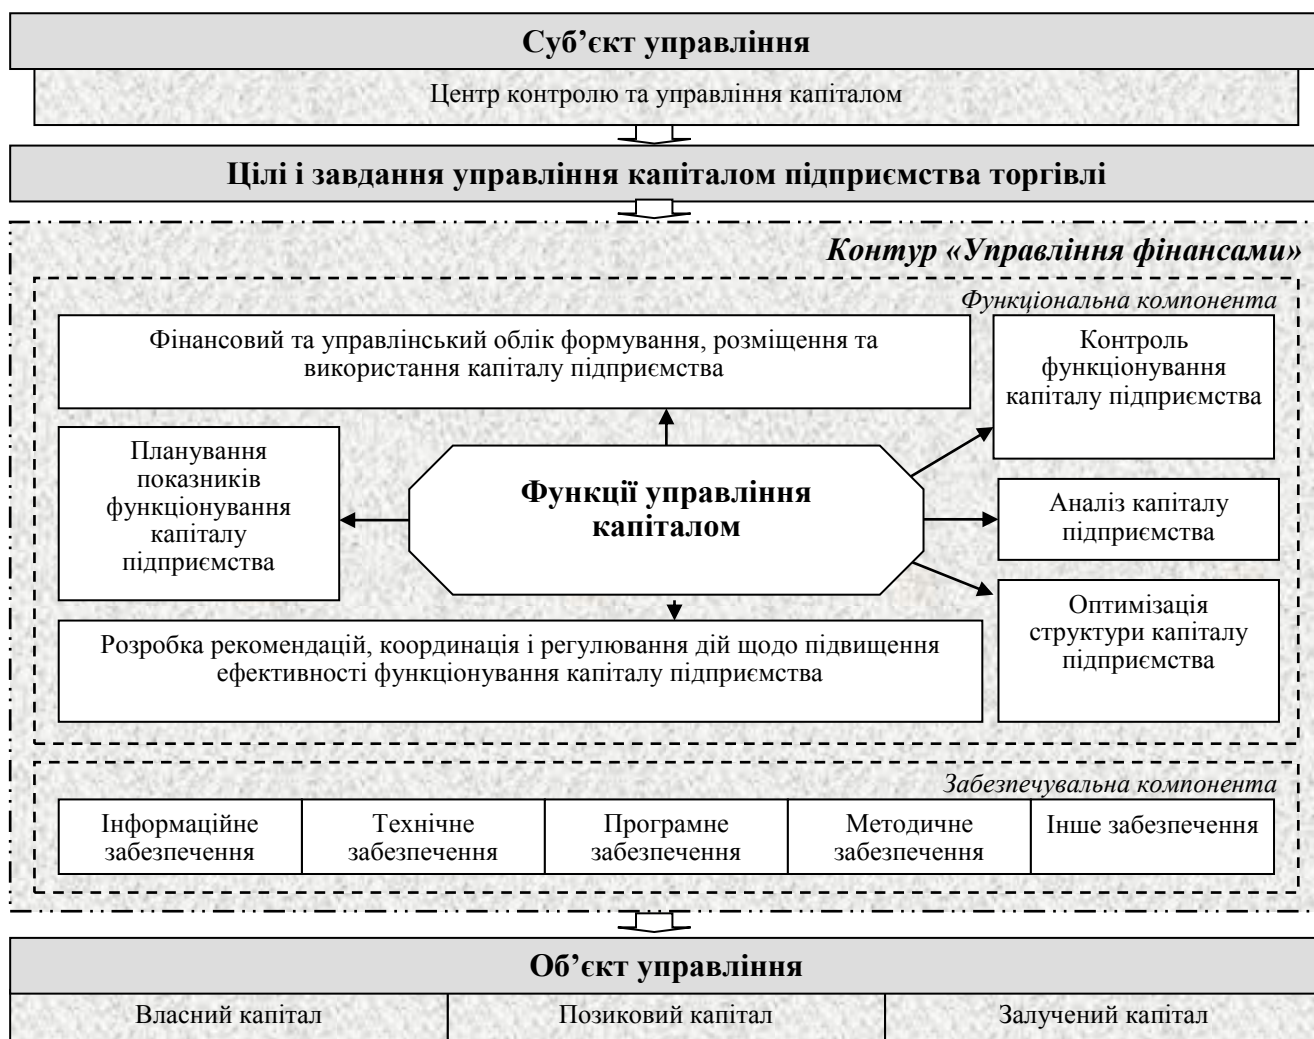 Суб’єкт управління
Центр контролю та управління капіталом
Цілі і завдання управління капіталом підприємства торгівлі
Контур «Управління фінансами»
Функціональна компонента
Фінансовий та управлінський облік формування, розміщення та
використання капіталу підприємства
Контроль
функціонування
капіталу підприємства
Планування
показників
функціонування
капіталу
підприємства
Функції управління
капіталом
Аналіз капіталу
підприємства
Оптимізація
структури капіталу
підприємства
Розробка рекомендацій, координація і регулювання дій щодо підвищення
ефективності функціонування капіталу підприємства
Забезпечувальна компонента
Інформаційне
забезпечення
Технічне
забезпечення
Програмне
забезпечення
Методичне
забезпечення
Інше забезпечення
Об’єкт управління
Власний капітал
Позиковий капітал
Залучений капітал